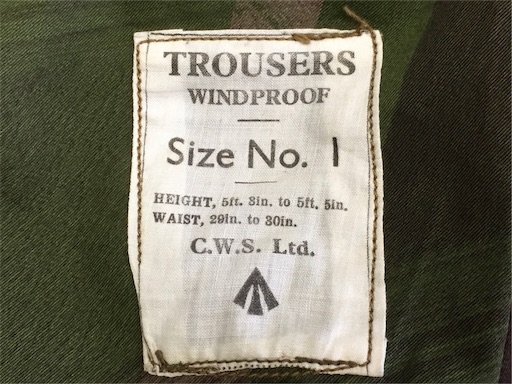 TROUSERS
WINDPROOF
Size No. 1
HEIGHT, 5ft. 3in. to 5ft. 5in.
WAIST, 29in. to 30in.
C.W.S. Ltd.